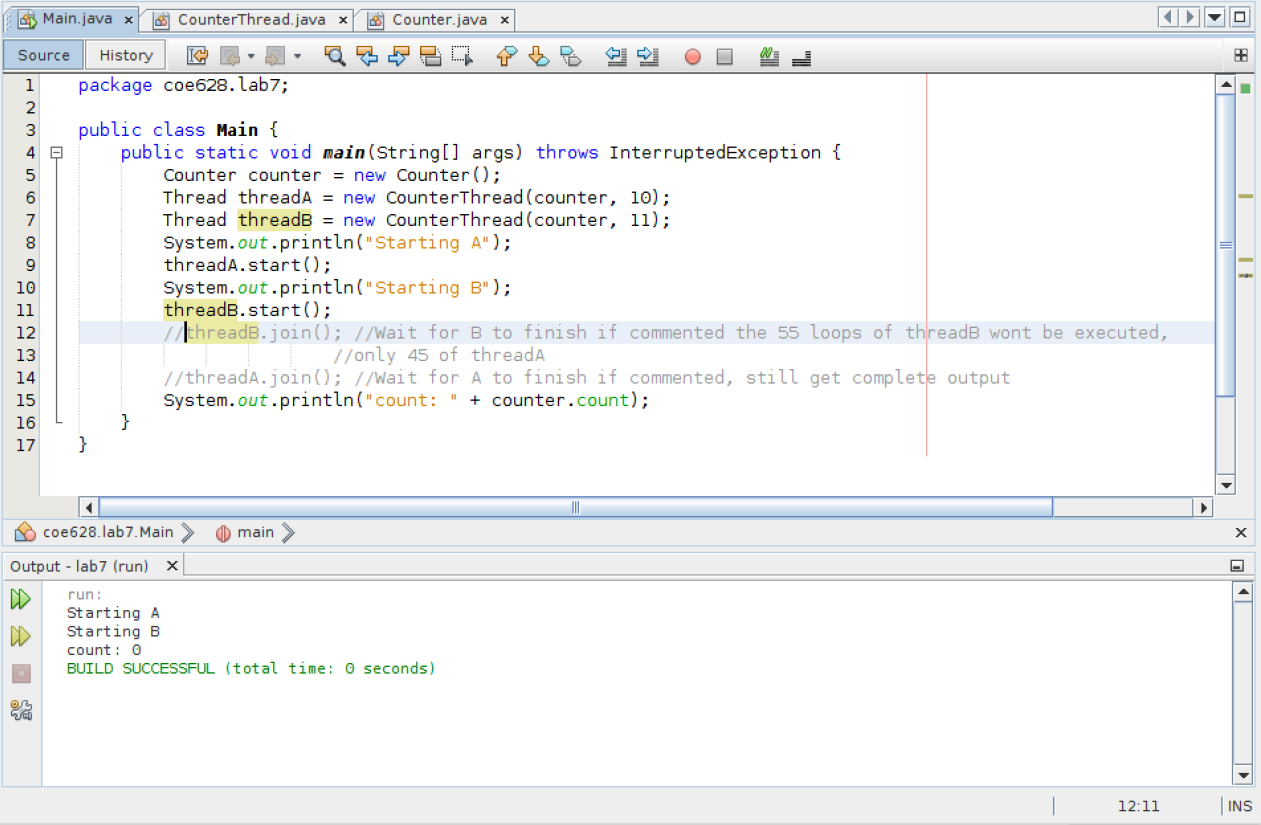 Main.java × CounterThread.java × Counter.java ×
Source History
1 package coe628.lab7;
2
3 public class Main {
4 public static void main(String[] args) throws InterruptedException {
5 Counter counter = new Counter();
6 Thread threadA = new CounterThread(counter, 10);
7 Thread threadB = new CounterThread(counter, 11);
8 System.out.println("Starting A");
9 threadA.start();
10 System.out.println("Starting B");
11 threadB.start();
12 //threadB.join(); //Wait for B to finish if commented the 55 loops of threadB wont be executed,
13 //only 45 of threadA
14 //threadA.join(); //Wait for A to finish if commented, still get complete output
15 System.out.println("count: " + counter.count);
16 }
17 }
coe628.lab7.Main main
Output - lab7 (run) ×
run:
Starting A
Starting B
count: 0
BUILD SUCCESSFUL (total time: 0 seconds)
12:11 INS